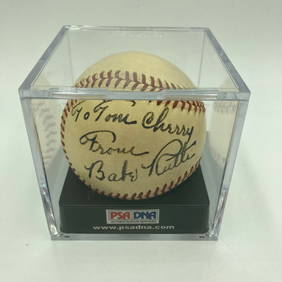 To Tom Cherry
From
Babe Ruth
PSA DNA
www.psadna.com